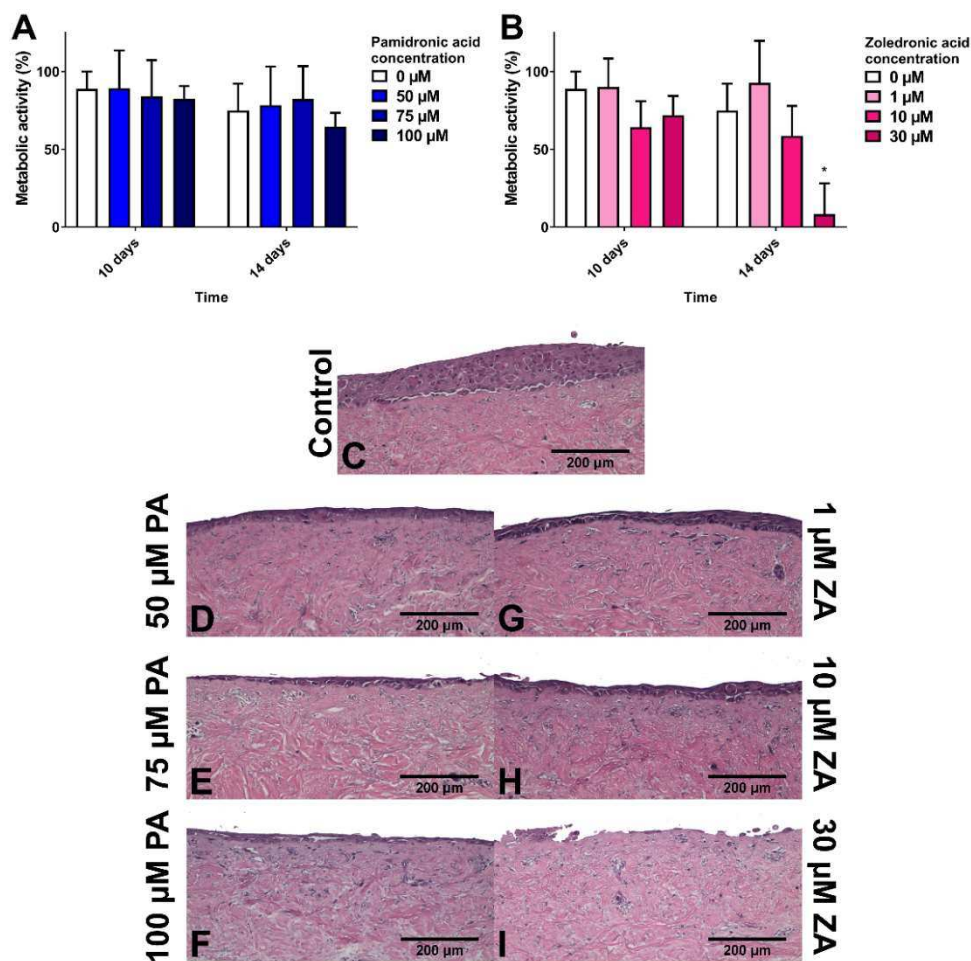 A
Metabolic activity (%)
100
50
0
10 days
14 days
Time
Pamidronic acid
concentration
0 µM
50 µM
75 µM
100 µM
B
Metabolic activity (%)
100
50
0
*
10 days
14 days
Time
Zoledronic acid
concentration
0 µM
1 µM
10 µM
30 µM
Control
C
200 µm
50 µM PA
D
200 µm
G
200 µm
1 µM ZA
75 µM PA
E
200 µm
H
200 µm
10 µM ZA
100 µM PA
F
200 µm
I
200 µm
30 µM ZA